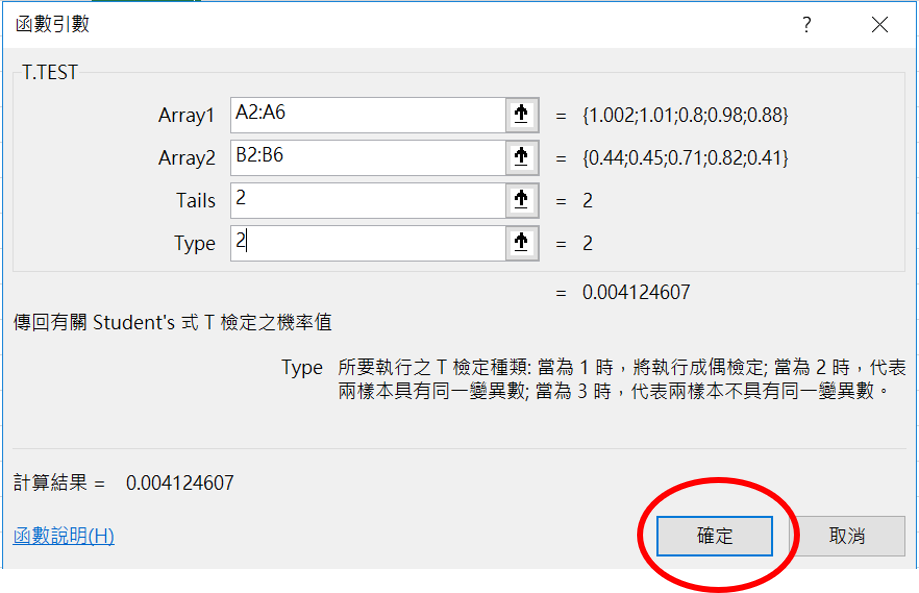 函數引數 ?
T.TEST
Array1 A2:A6 = {1.002;1.01;0.8;0.98;0.88}
Array2 B2:B6 = {0.44;0.45;0.71;0.82;0.41}
Tails 2 = 2
Type 2 = 2
= 0.004124607
傳回有關 Student's 式 T 檢定之機率值
Type 所要執行之 T 檢定種類: 當為 1 時，將執行成偶檢定; 當為 2 時，代表
兩樣本具有同一變異數; 當為 3 時，代表兩樣本不具有同一變異數。
計算結果 = 0.004124607
函數說明(H) 確定 取消